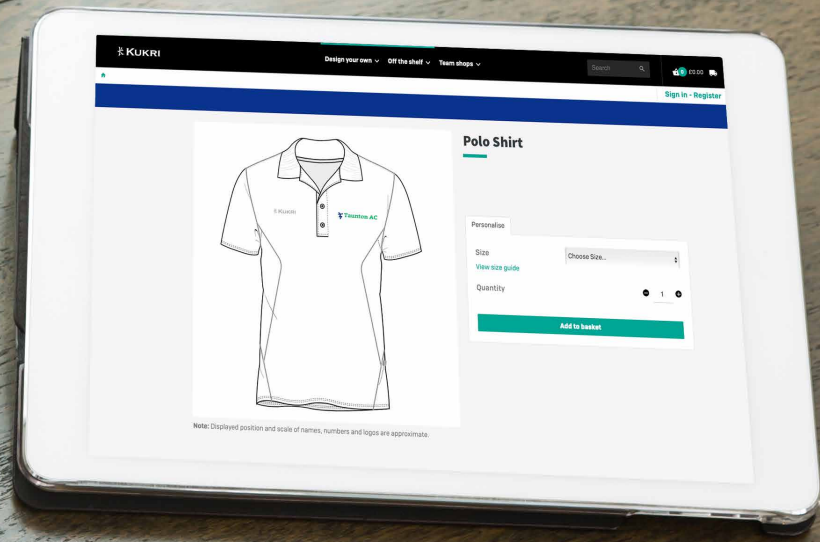 KUKRI
Design your own Off the shelf Team shops
Search
0 £0.00
Sign in - Register
Polo Shirt
KUKRI
Taunton AC
Personalise
Size
Choose Size...
View size guide
Quantity
1
Add to basket
Note: Displayed position and scale of names, numbers and logos are approximate.